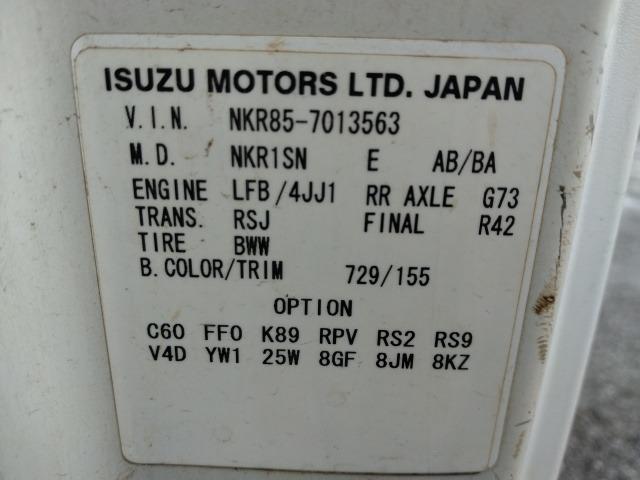 ISUZU MOTORS LTD. JAPAN
V.I.N. NKR85-7013563
M.D. NKR1SN E AB/BA
ENGINE LFB/4JJ1 RR AXLE G73
TRANS. RSJ FINAL R42
TIRE BWW
B.COLOR/TRIM 729/155
OPTION
C60 FF0 K89 RPV RS2 RS9
V4D YW1 25W 8GF 8JM 8KZ